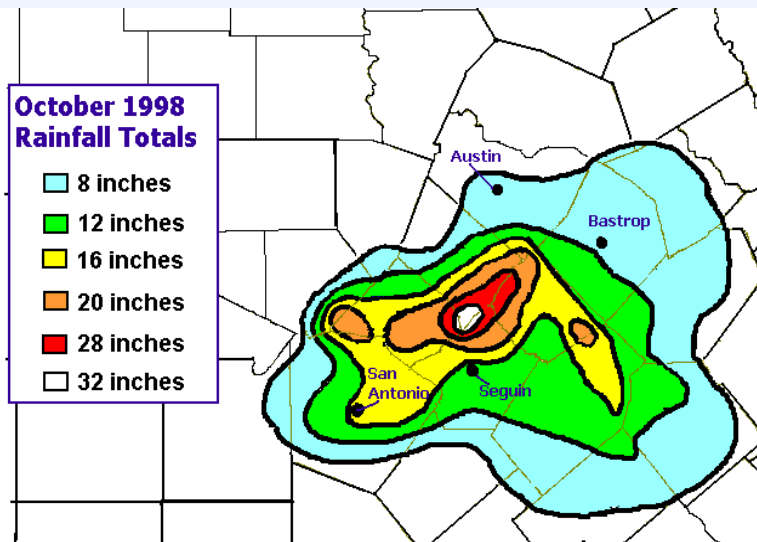 October 1998
Rainfall Totals
8 inches
12 inches
16 inches
20 inches
28 inches
32 inches
Austin
Bastrop
San
Antonio
Seguin